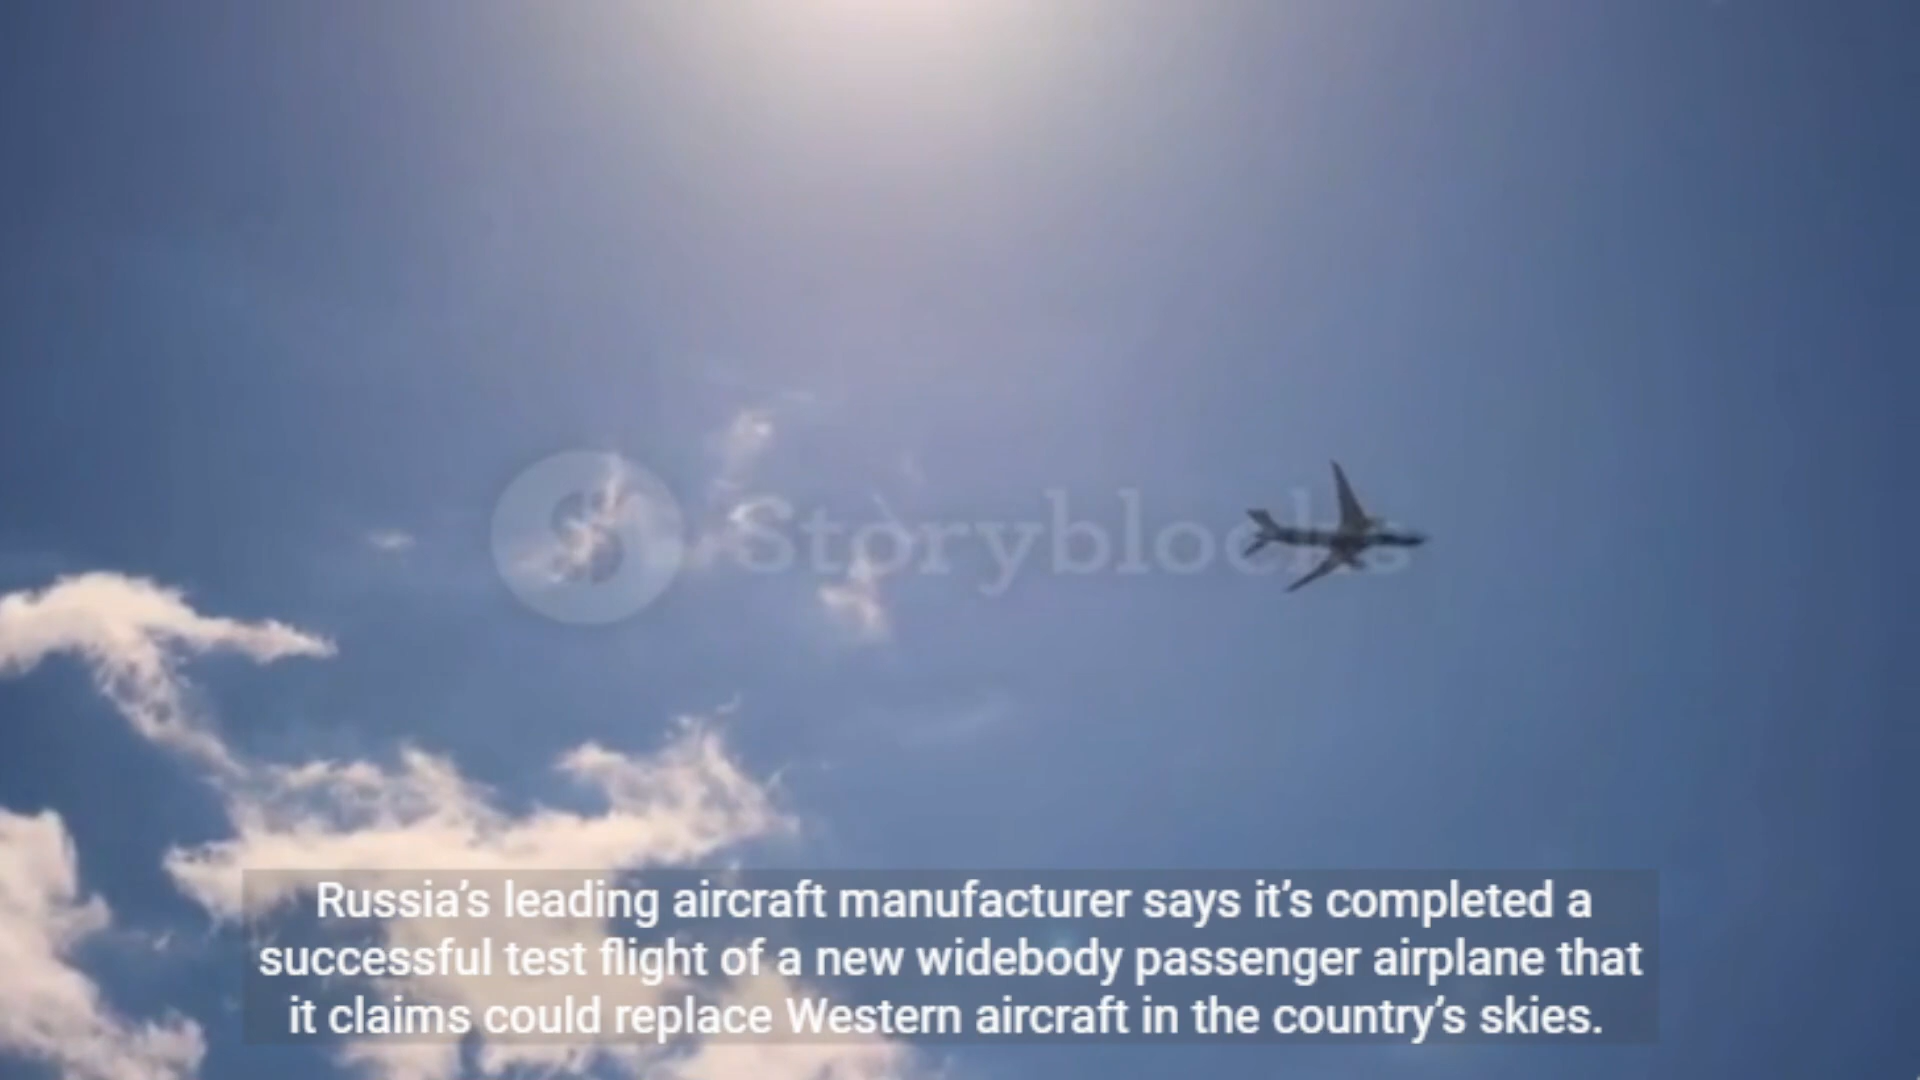 Storyblocks
Russia’s leading aircraft manufacturer says it’s completed a
successful test flight of a new widebody passenger airplane that
it claims could replace Western aircraft in the country’s skies.